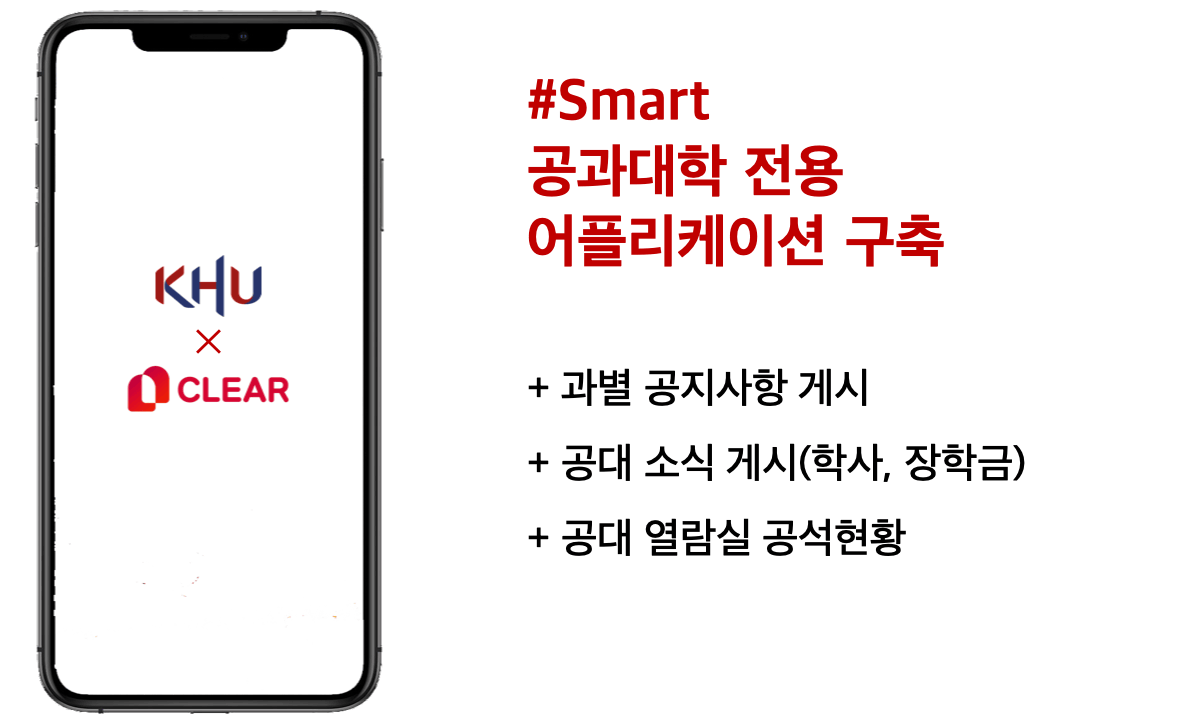 KHU
×
CLEAR
#Smart
공과대학 전용
어플리케이션 구축
+ 과별 공지사항 게시
+ 공대 소식 게시(학사, 장학금)
+ 공대 열람실 공석현황